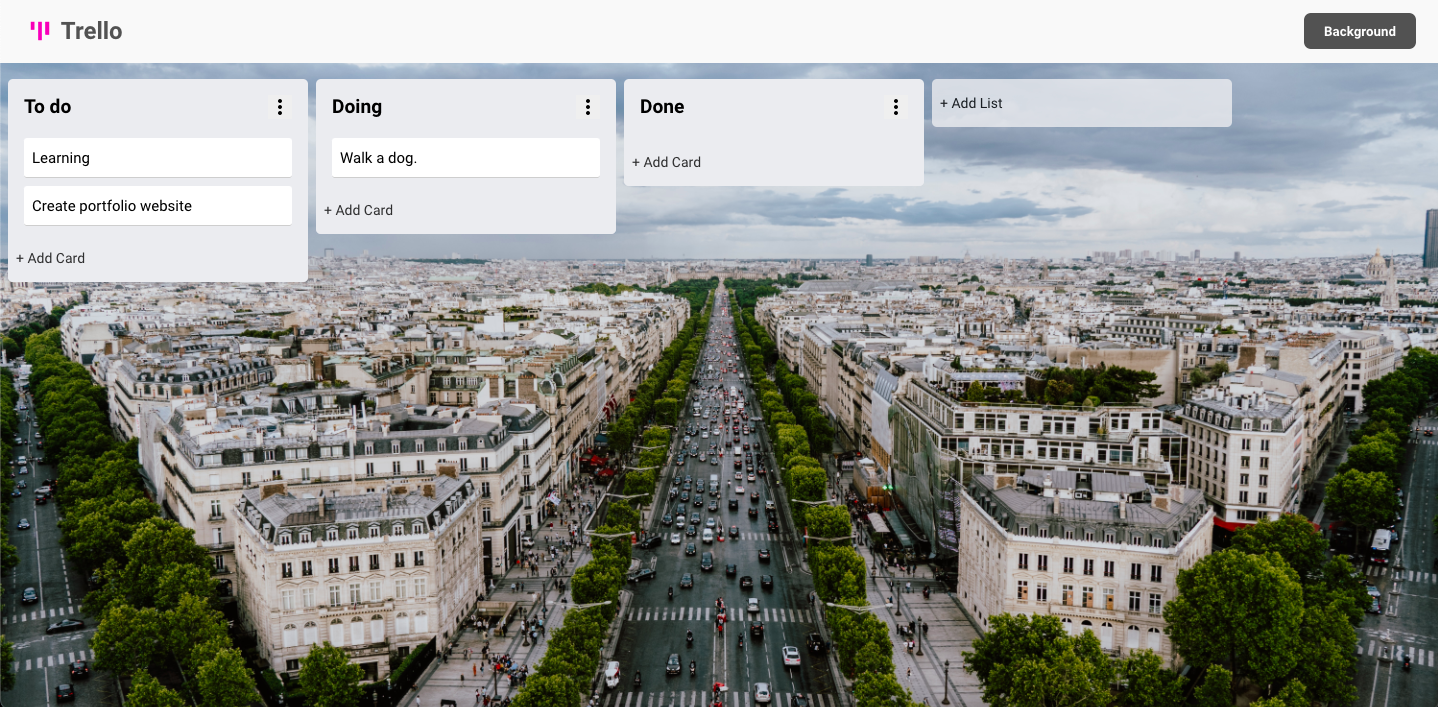 Trello
Background
To do
Learning
Create portfolio website
+ Add Card
Doing
Walk a dog.
+ Add Card
Done
+ Add Card
+ Add List